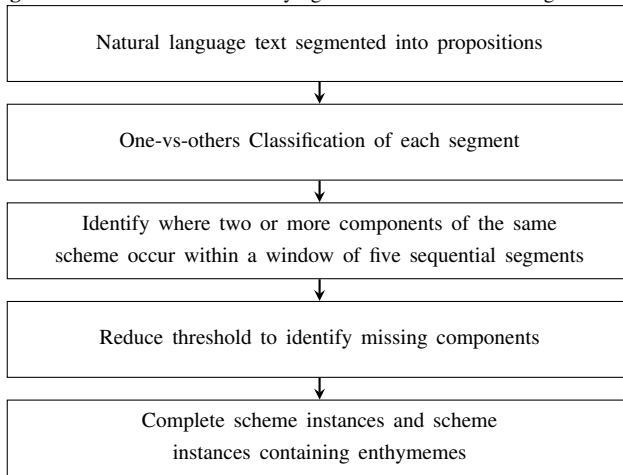 Natural language text segmented into propositions
One-vs-others Classification of each segment
Identify where two or more components of the same
scheme occur within a window of five sequential segments
Reduce threshold to identify missing components
Complete scheme instances and scheme
instances containing enthymemes